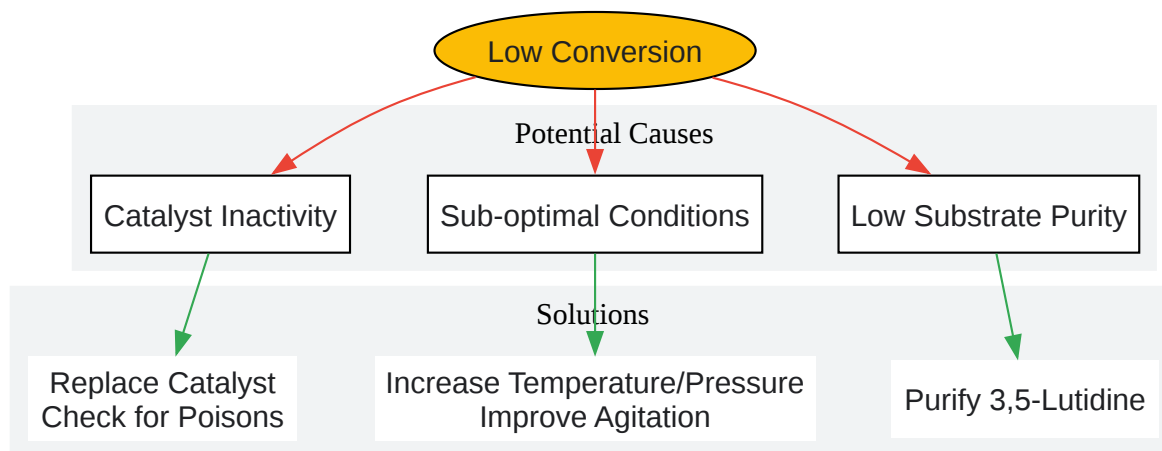 Low Conversion
Potential Causes
Catalyst Inactivity
Sub-optimal Conditions
Low Substrate Purity
Solutions
Replace Catalyst
Check for Poisons
Increase Temperature/Pressure
Improve Agitation
Purify 3,5-Lutidine